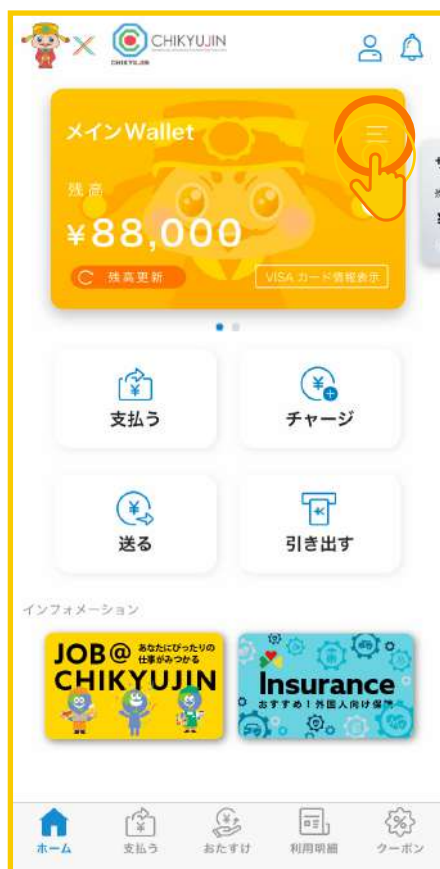 CHIKYUJIN
CHIKYUJIN
メインWallet
残高
¥88,000
残高更新
VISA カード情報表示
支払う
チャージ
送る
引き出す
インフォメーション
JOB@
CHIKYUJIN
あなたにぴったりの
仕事がみつかる
Insurance
おすすめ！外国人向け保険
ホーム
支払う
おたすけ
利用明細
クーポン